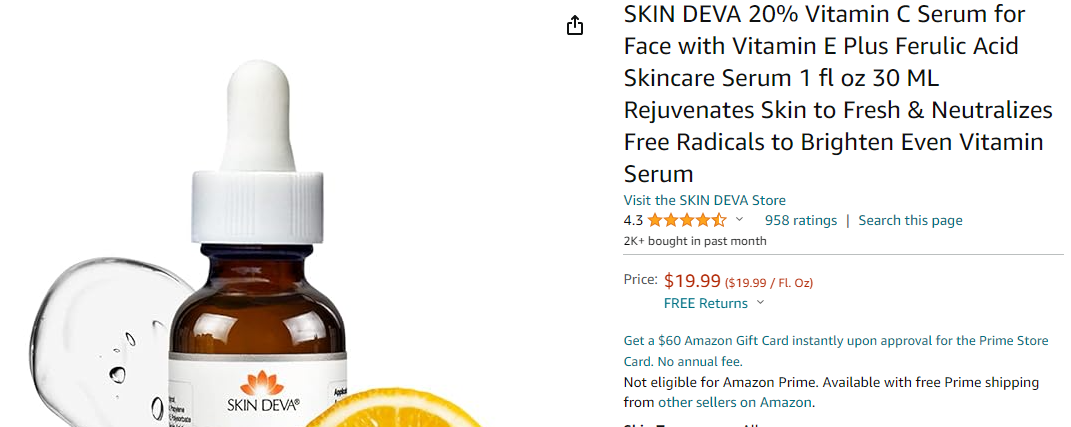 SKIN DEVA 20% Vitamin C Serum for
Face with Vitamin E Plus Ferulic Acid
Skincare Serum 1 fl oz 30 ML
Rejuvenates Skin to Fresh & Neutralizes
Free Radicals to Brighten Even Vitamin
Serum
Visit the SKIN DEVA Store
4.3 958 ratings | Search this page
2K+ bought in past month
Price: $19.99 ($19.99 / Fl. Oz)
FREE Returns
Get a $60 Amazon Gift Card instantly upon approval for the Prime Store
Card. No annual fee.
Not eligible for Amazon Prime. Available with free Prime shipping
from other sellers on Amazon.
SKIN DEVA®